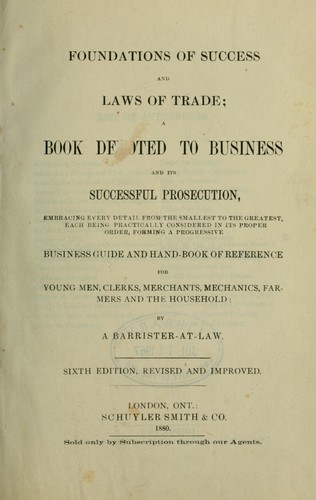 FOUNDATIONS OF SUCCESS
AND
LAWS OF TRADE;
A
BOOK DEVOTED TO BUSINESS
AND ITS
SUCCESSFUL PROSECUTION,
EMBRACING EVERY DETAIL FROM THE SMALLEST TO THE GREATEST,
EACH BEING PRACTICALLY CONSIDERED IN ITS PROPER
ORDER, FORMING A PROGRESSIVE
BUSINESS GUIDE AND HAND-BOOK OF REFERENCE
FOR
YOUNG MEN, CLERKS, MERCHANTS, MECHANICS, FAR-
MERS AND THE HOUSEHOLD:
BY
A BARRISTER-AT-LAW.
SIXTH EDITION, REVISED AND IMPROVED.
LONDON, ONT.:
SCHUYLER SMITH & CO.
1880.
Sold only by Subscription through our Agents.